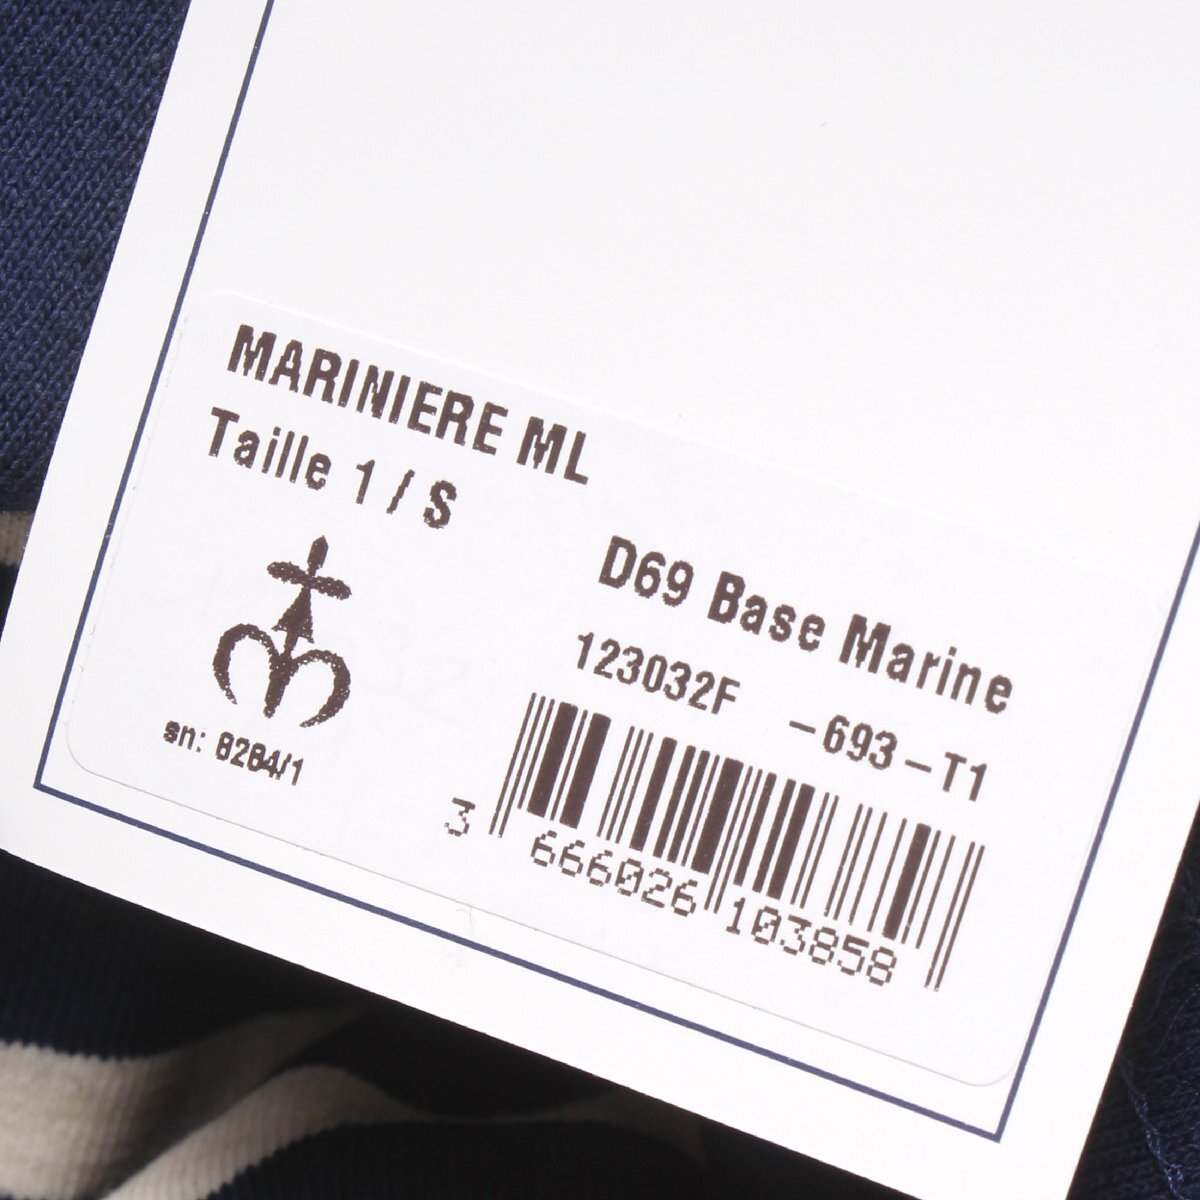 MARINIERE ML
Taille 1 / S
D69 Base Marine
123032F -693-T1
sn: 8284/1
3 666026 103858